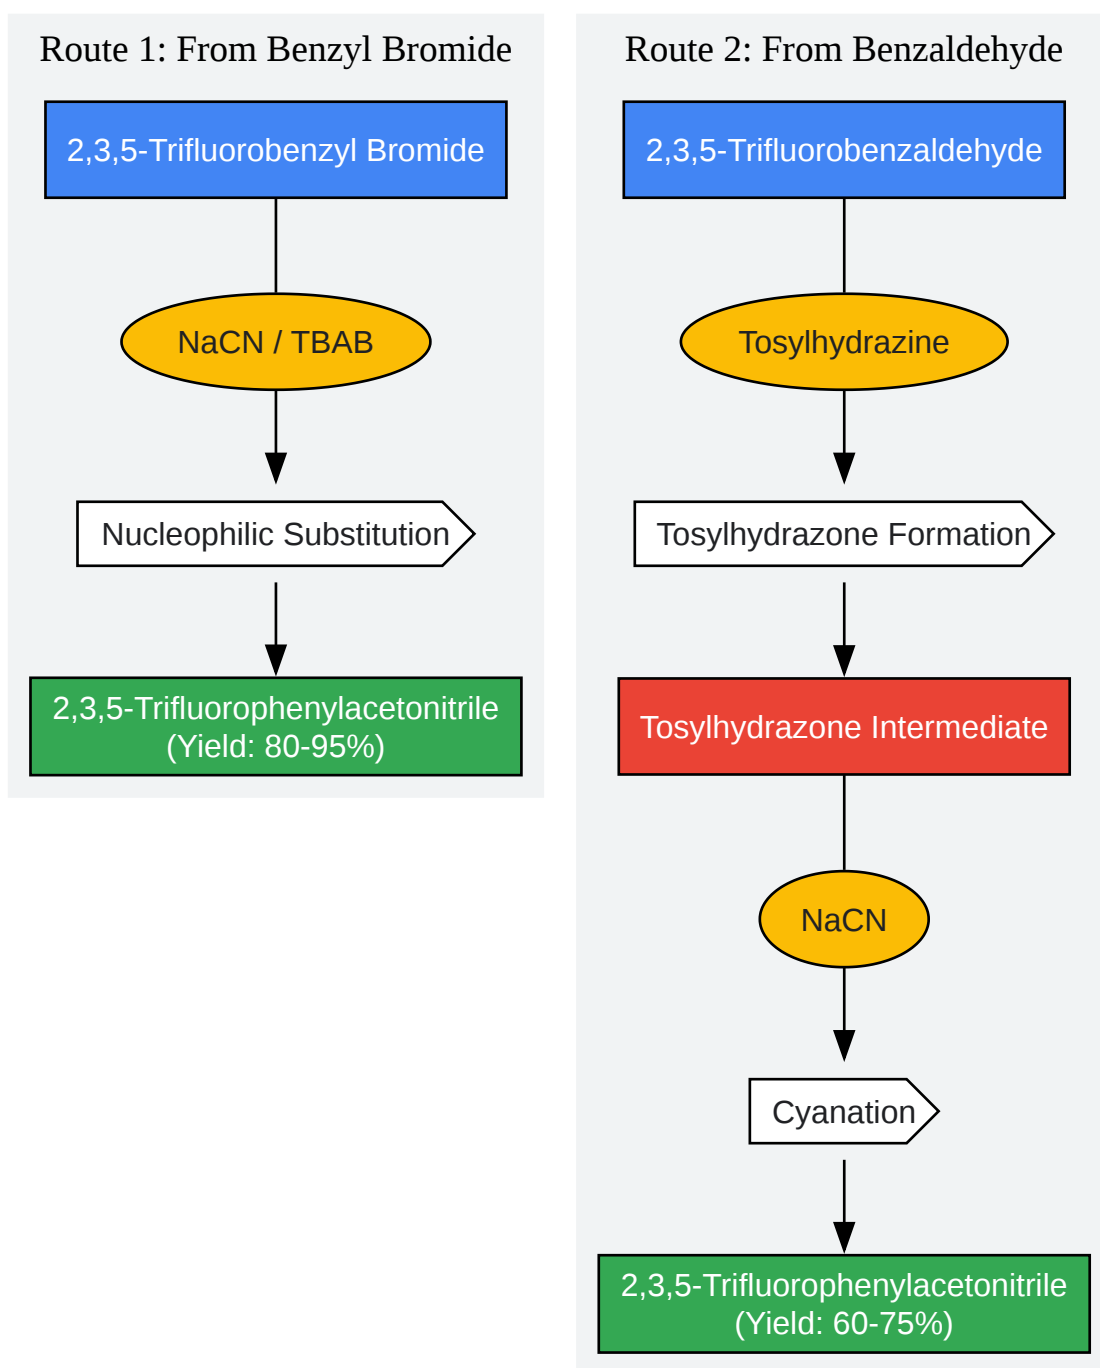 Route 1: From Benzyl Bromide
2,3,5-Trifluorobenzyl Bromide
NaCN / TBAB
Nucleophilic Substitution
2,3,5-Trifluorophenylacetonitrile
(Yield: 80-95%)
Route 2: From Benzaldehyde
2,3,5-Trifluorobenzaldehyde
Tosylhydrazine
Tosylhydrazone Formation
Tosylhydrazone Intermediate
NaCN
Cyanation
2,3,5-Trifluorophenylacetonitrile
(Yield: 60-75%)